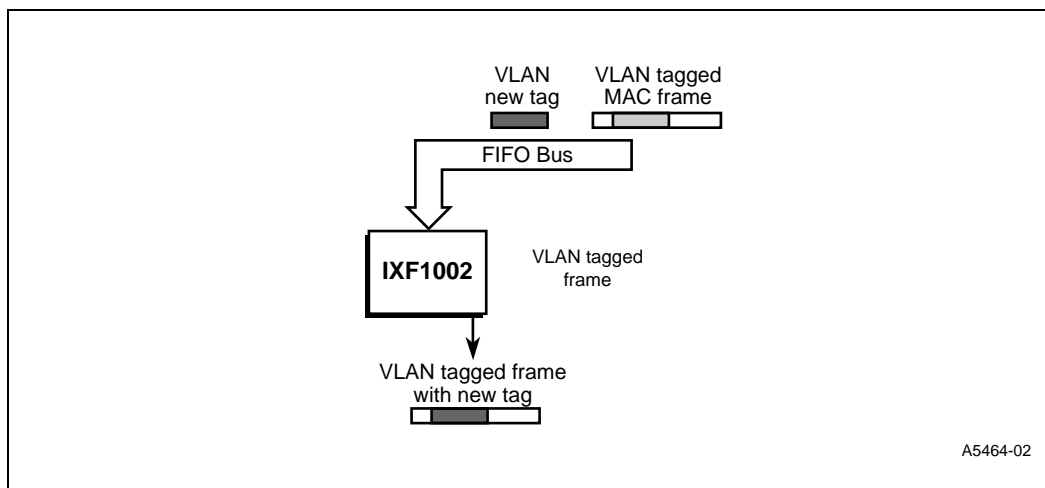 VLAN
new tag
VLAN tagged
MAC frame
FIFO Bus
IXF1002
VLAN tagged
frame
VLAN tagged frame
with new tag
A5464-02